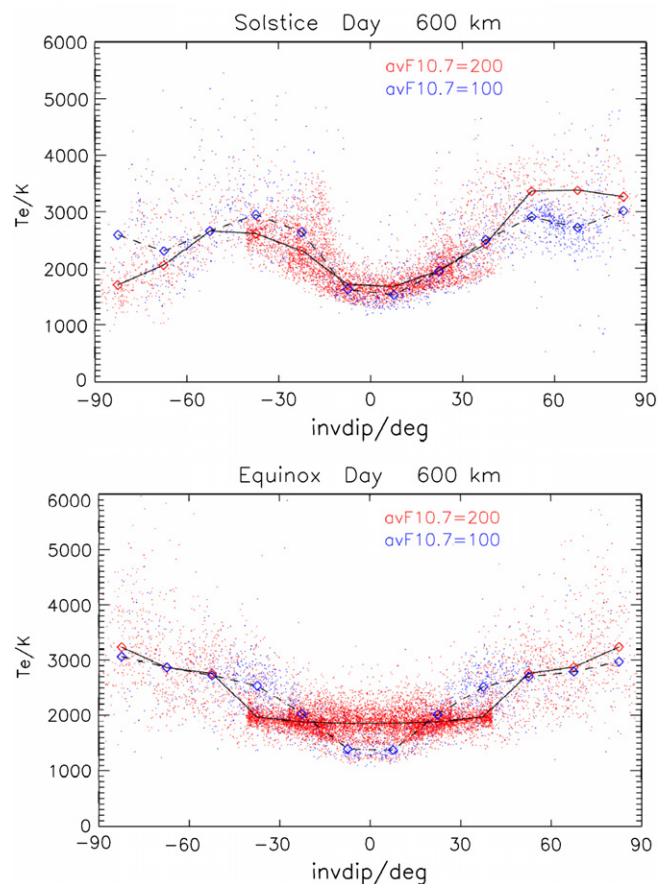 Solstice Day 600 km
6000
avF10.7=200
avF10.7=100
5000
4000
Te/K
3000
2000
1000
0
-90 -60 -30 0 30 60 90
invdip/deg
Equinox Day 600 km
6000
avF10.7=200
avF10.7=100
5000
4000
Te/K
3000
2000
1000
0
-90 -60 -30 0 30 60 90
invdip/deg